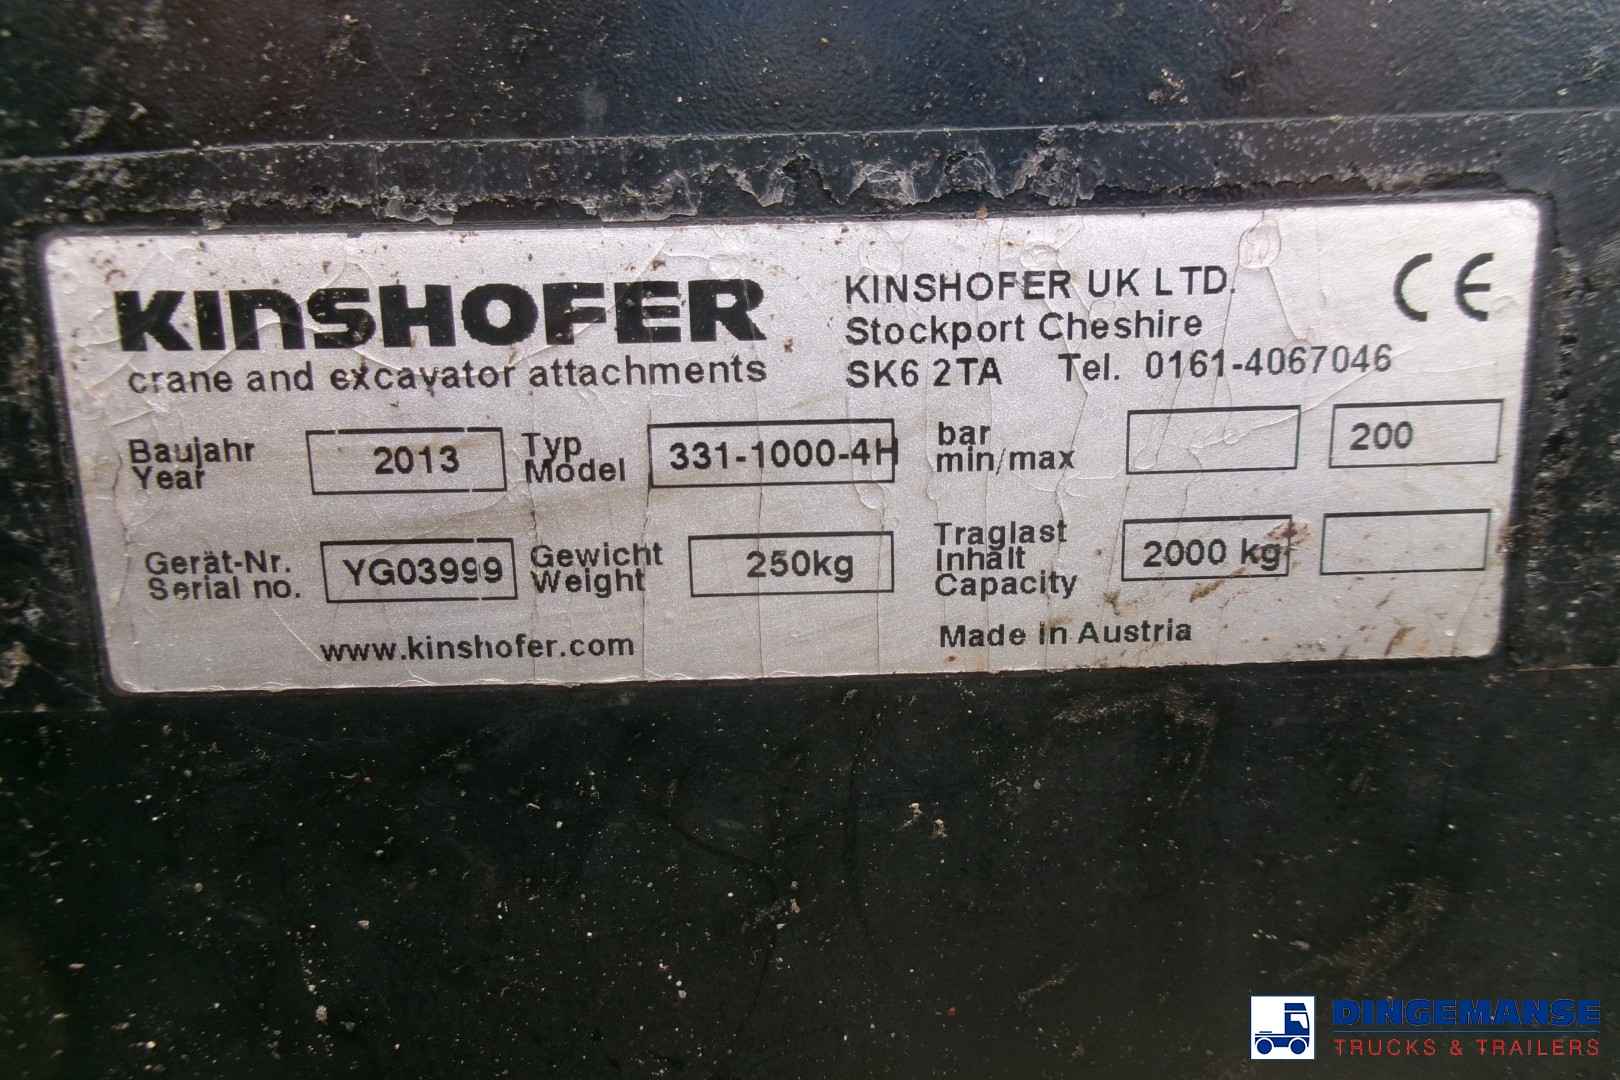 KINSHOFER
crane and excavator attachments
KINSHOFER UK LTD.
Stockport Cheshire
SK6 2TA Tel. 0161-4067046
CE
Baujahr
Year
2013
Typ
Model
331-1000-4H
bar
min/max
200
Gerät-Nr.
Serial no.
YG03999
Gewicht
Weight
250kg
Traglast
Inhalt
Capacity
2000 kg
www.kinshofer.com
Made in Austria
DINGEMANSE
TRUCKS & TRAILERS